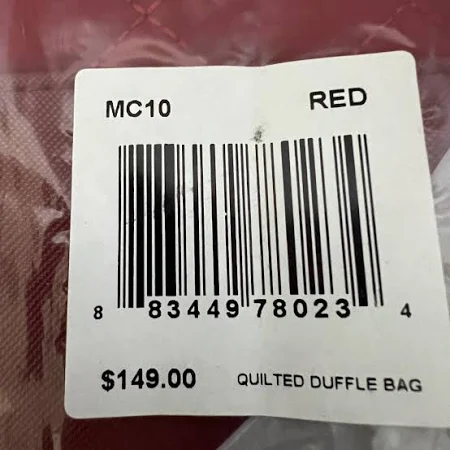 MC10 RED
8 83449 78023 4
$149.00 QUILTED DUFFLE BAG